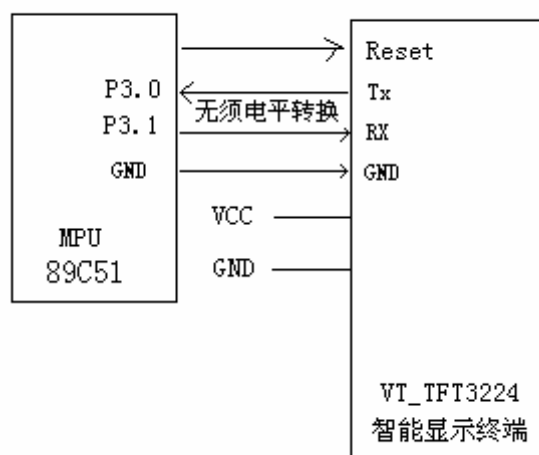 Reset
P3.0
Tx
无须电平转换
P3.1
RX
GND
GND
VCC
MPU
GND
89C51
VT_TFT3224
智能显示终端